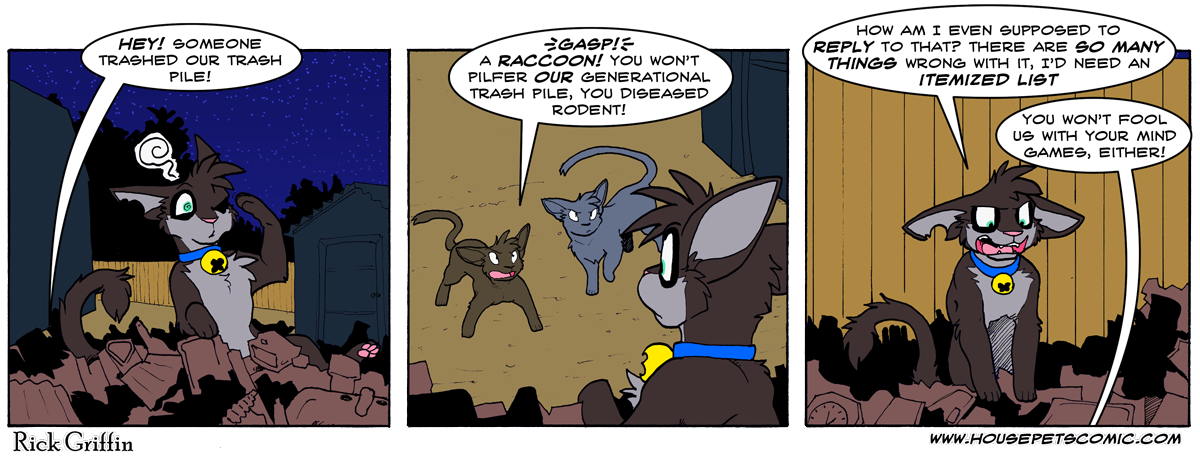 HEY! SOMEONE
TRASHED OUR TRASH
PILE!
GASP!
A RACCOON! YOU WON'T
PILFER OUR GENERATIONAL
TRASH PILE, YOU DISEASED
RODENT!
HOW AM I EVEN SUPPOSED TO
REPLY TO THAT? THERE ARE SO MANY
THINGS WRONG WITH IT, I'D NEED AN
ITEMIZED LIST
YOU WON'T FOOL
US WITH YOUR MIND
GAMES, EITHER!
Rick Griffin
WWW.HOUSEPETSCOMIC.COM